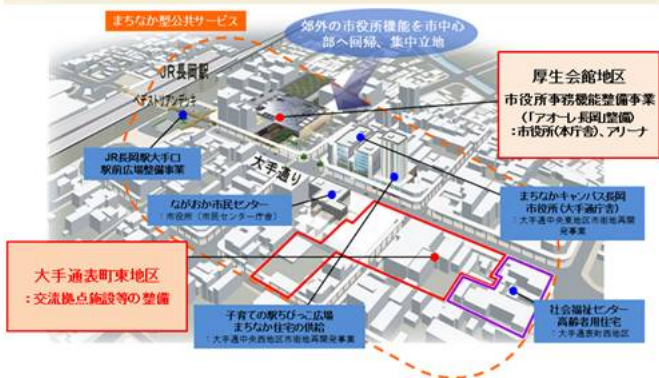 まちなか型公共サービス
郊外の市役所機能を市中心
部へ回帰、集中立地
JR長岡駅
ペデストリアンデッキ
厚生会館地区
市役所事務機能整備事業
(「アオーレ長岡」整備)
:市役所(本庁舎)、アリーナ
JR長岡駅大手口
駅前広場整備事業
大手通り
ながおか市民センター
:市役所(市民センター庁舎)
まちなかキャンパス長岡
市役所(大手通庁舎)
:大手通中央東地区市街地再開
発事業
大手通表町東地区
:交流拠点施設等の整備
子育ての駅ちびっこ広場
まちなか住宅の供給
:大手通中央西地区市街地再開発事業
社会福祉センター
高齢者用住宅
:大手通表町西地区